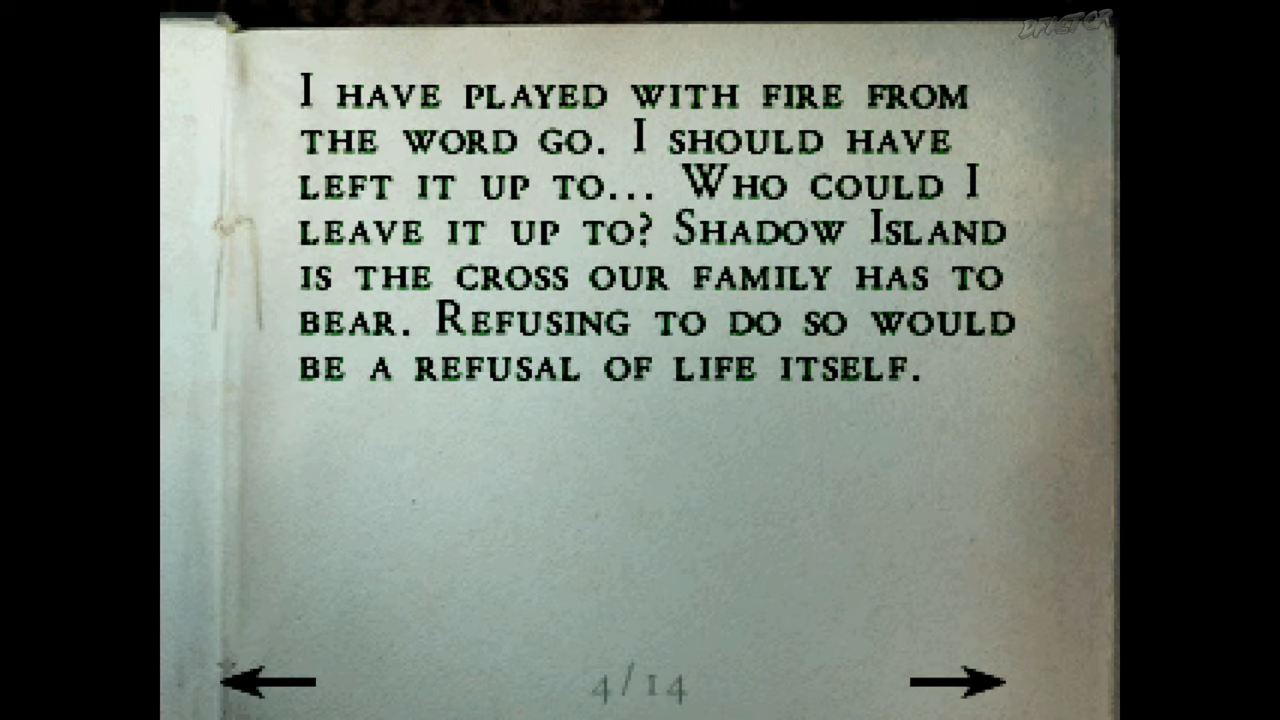 I HAVE PLAYED WITH FIRE FROM
THE WORD GO. I SHOULD HAVE
LEFT IT UP TO... WHO COULD I
LEAVE IT UP TO? SHADOW ISLAND
IS THE CROSS OUR FAMILY HAS TO
BEAR. REFUSING TO DO SO WOULD
BE A REFUSAL OF LIFE ITSELF.
4/14